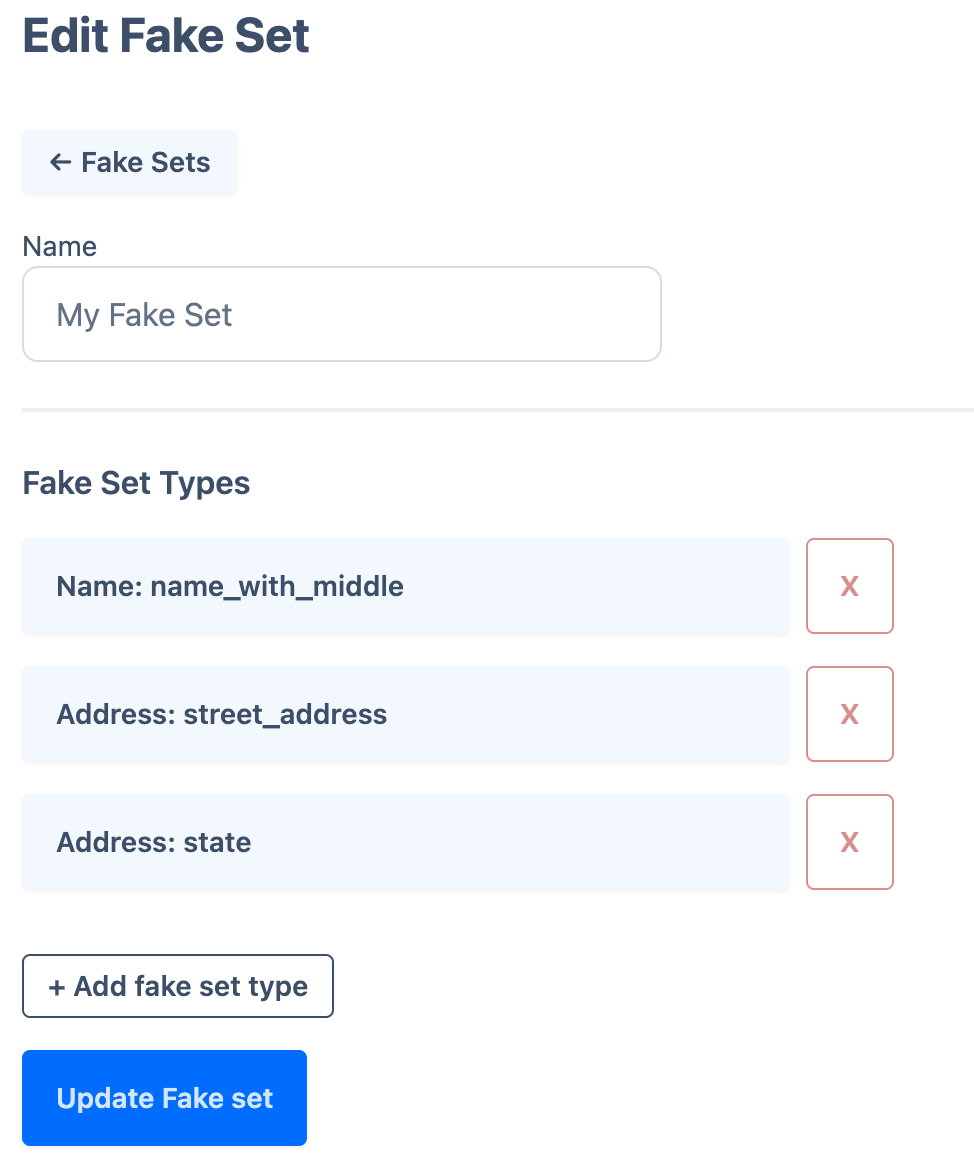 Edit Fake Set
← Fake Sets
Name
My Fake Set
Fake Set Types
Name: name_with_middle
X
Address: street_address
X
Address: state
X
+ Add fake set type
Update Fake set